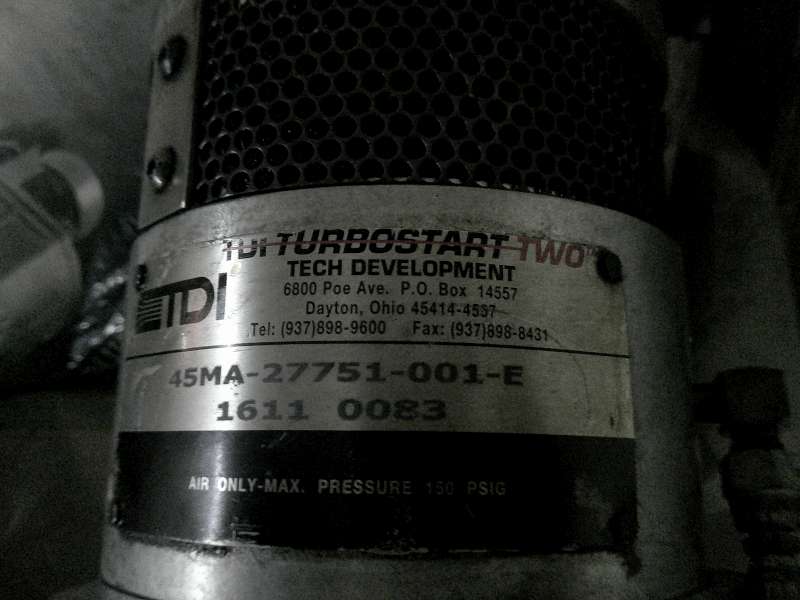 TDI TURBOSTART TWO™
TECH DEVELOPMENT
TDI
6800 Poe Ave. P.O. Box 14557
Dayton, Ohio 45414-4557
Tel: (937)898-9600 Fax: (937)898-8431
45MA-27751-001-E
1611 0083
AIR ONLY-MAX. PRESSURE 150 PSIG